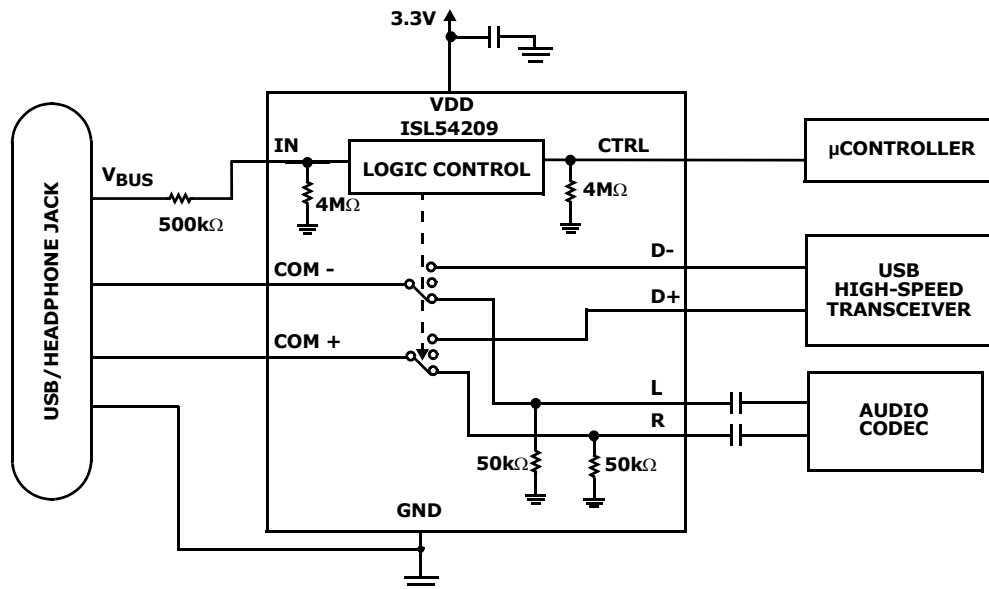 3.3V
VDD
ISL54209
IN
LOGIC CONTROL
CTRL
µCONTROLLER
VBUS
500kΩ
4MΩ
4MΩ
USB/HEADPHONE JACK
COM -
COM +
D-
D+
USB
HIGH-SPEED
TRANSCEIVER
L
R
AUDIO
CODEC
50kΩ
50kΩ
GND